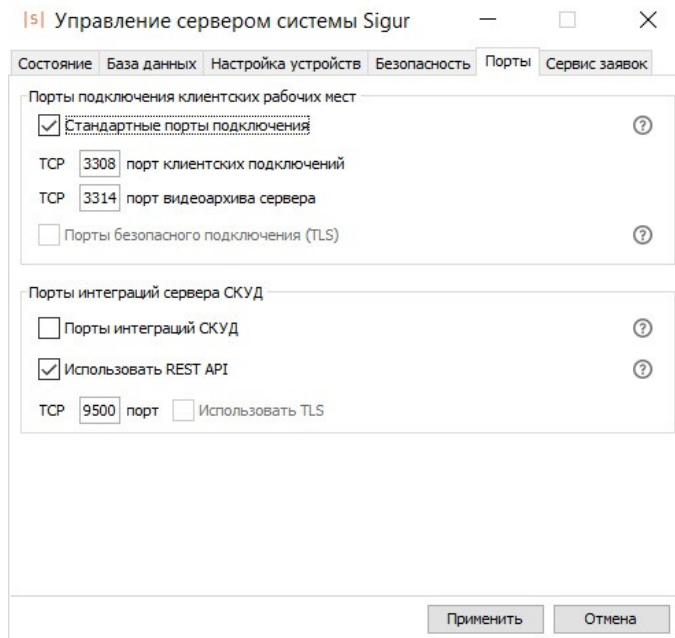 |s| Управление сервером системы Sigur
Состояние База данных Настройка устройств Безопасность Порты Сервис заявок
Порты подключения клиентских рабочих мест
Стандартные порты подключения ?
TCP 3308 порт клиентских подключений
TCP 3314 порт видеоархива сервера
Порты безопасного подключения (TLS) ?
Порты интеграций сервера СКУД
Порты интеграций СКУД ?
Использовать REST API ?
TCP 9500 порт Использовать TLS
Применить Отмена